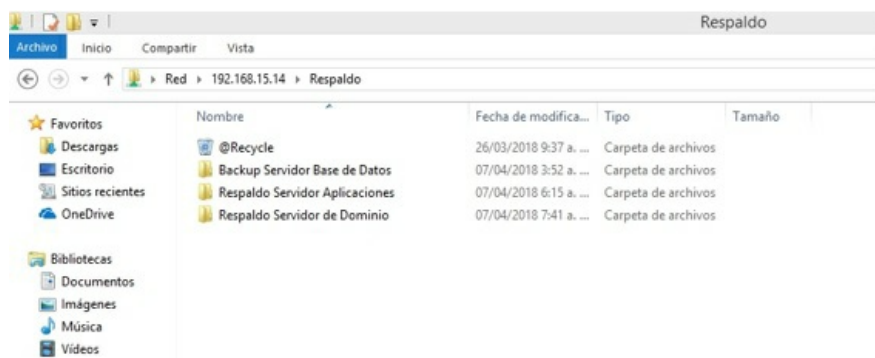 Respaldo
Archivo Inicio Compartir Vista
Red 192.168.15.14 Respaldo
Favoritos
Descargas
Escritorio
Sitios recientes
OneDrive
Bibliotecas
Documentos
Imágenes
Música
Vídeos
Nombre Fecha de modifica... Tipo Tamaño
@Recycle 26/03/2018 9:37 a. ... Carpeta de archivos
Backup Servidor Base de Datos 07/04/2018 3:52 a. ... Carpeta de archivos
Respaldo Servidor Aplicaciones 07/04/2018 6:15 a. ... Carpeta de archivos
Respaldo Servidor de Dominio 07/04/2018 7:41 a. ... Carpeta de archivos